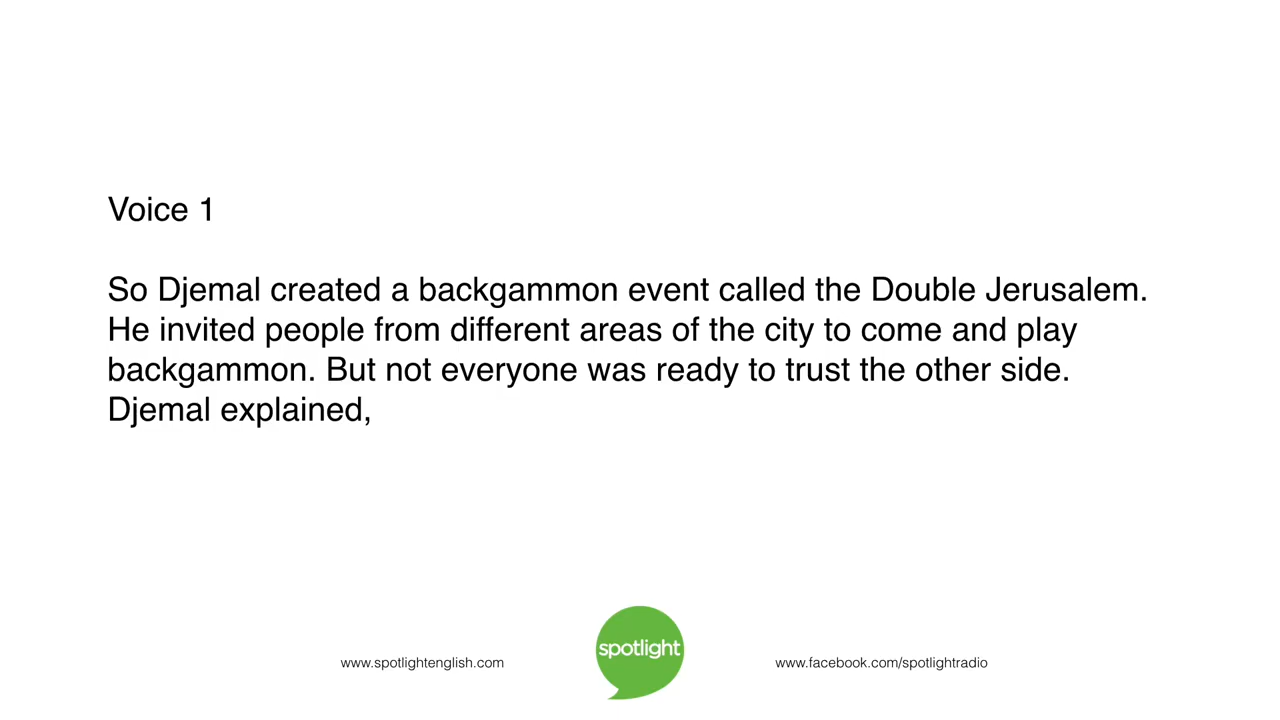 Voice 1
So Djemal created a backgammon event called the Double Jerusalem.
He invited people from different areas of the city to come and play
backgammon. But not everyone was ready to trust the other side.
Djemal explained,
spotlight
www.spotlightenglish.com
www.facebook.com/spotlightradio